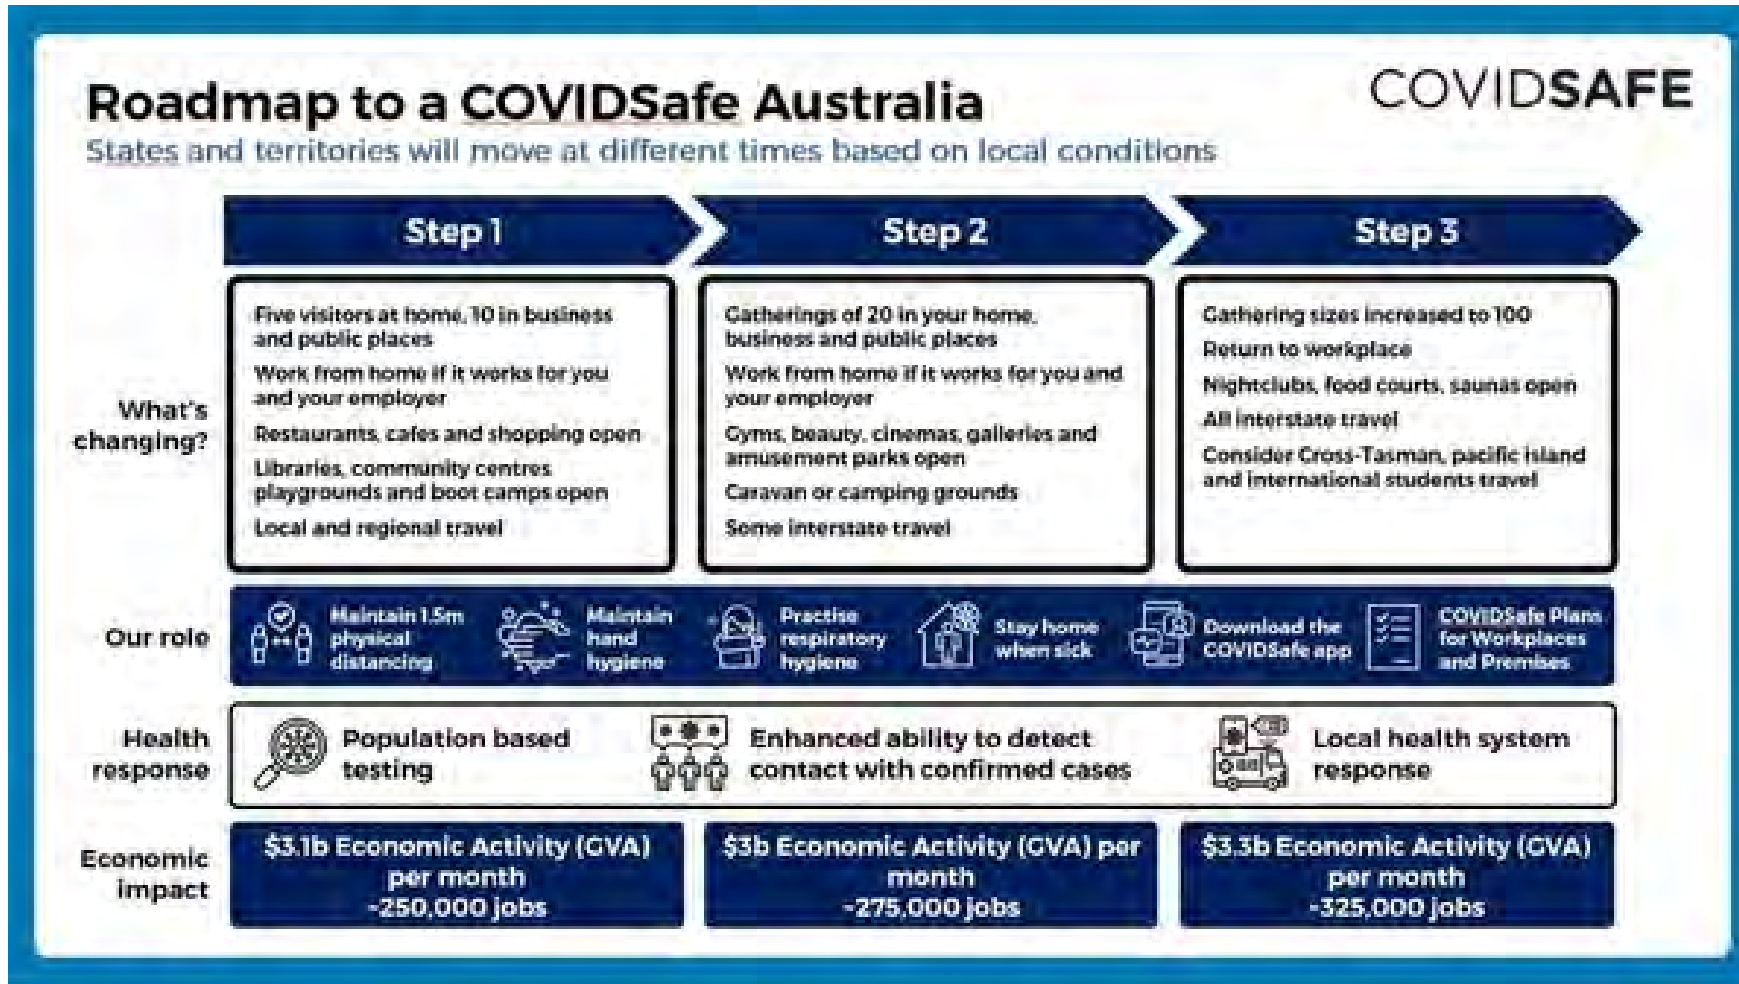 COVIDSAFE
Roadmap to a COVIDSafe Australia
States and territories will move at different times based on local conditions
Step 1
Step 2
Step 3
What's
changing?
Five visitors at home, 10 in business
and public places
Work from home if it works for you
and your employer
Restaurants, cafes and shopping open
Libraries, community centres
playgrounds and boot camps open
Local and regional travel
Gatherings of 20 in your home,
business and public places
Work from home if it works for you and
your employer
Gyms, beauty, cinemas, galleries and
amusement parks open
Caravan or camping grounds
Some interstate travel
Gathering sizes increased to 100
Return to workplace
Nightclubs, food courts, saunas open
All interstate travel
Consider Cross-Tasman, pacific island
and international students travel
Our role
Maintain 1.5m
physical
distancing
Maintain
hand
hygiene
Practise
respiratory
hygiene
Stay home
when sick
Download the
COVIDSafe app
COVIDSafe Plans
for Workplaces
and Premises
Health
response
Population based
testing
Enhanced ability to detect
contact with confirmed cases
Local health system
response
Economic
impact
$3.1b Economic Activity (GVA)
per month
~250,000 jobs
$3b Economic Activity (GVA) per
month
~275,000 jobs
$3.3b Economic Activity (GVA)
per month
~325,000 jobs